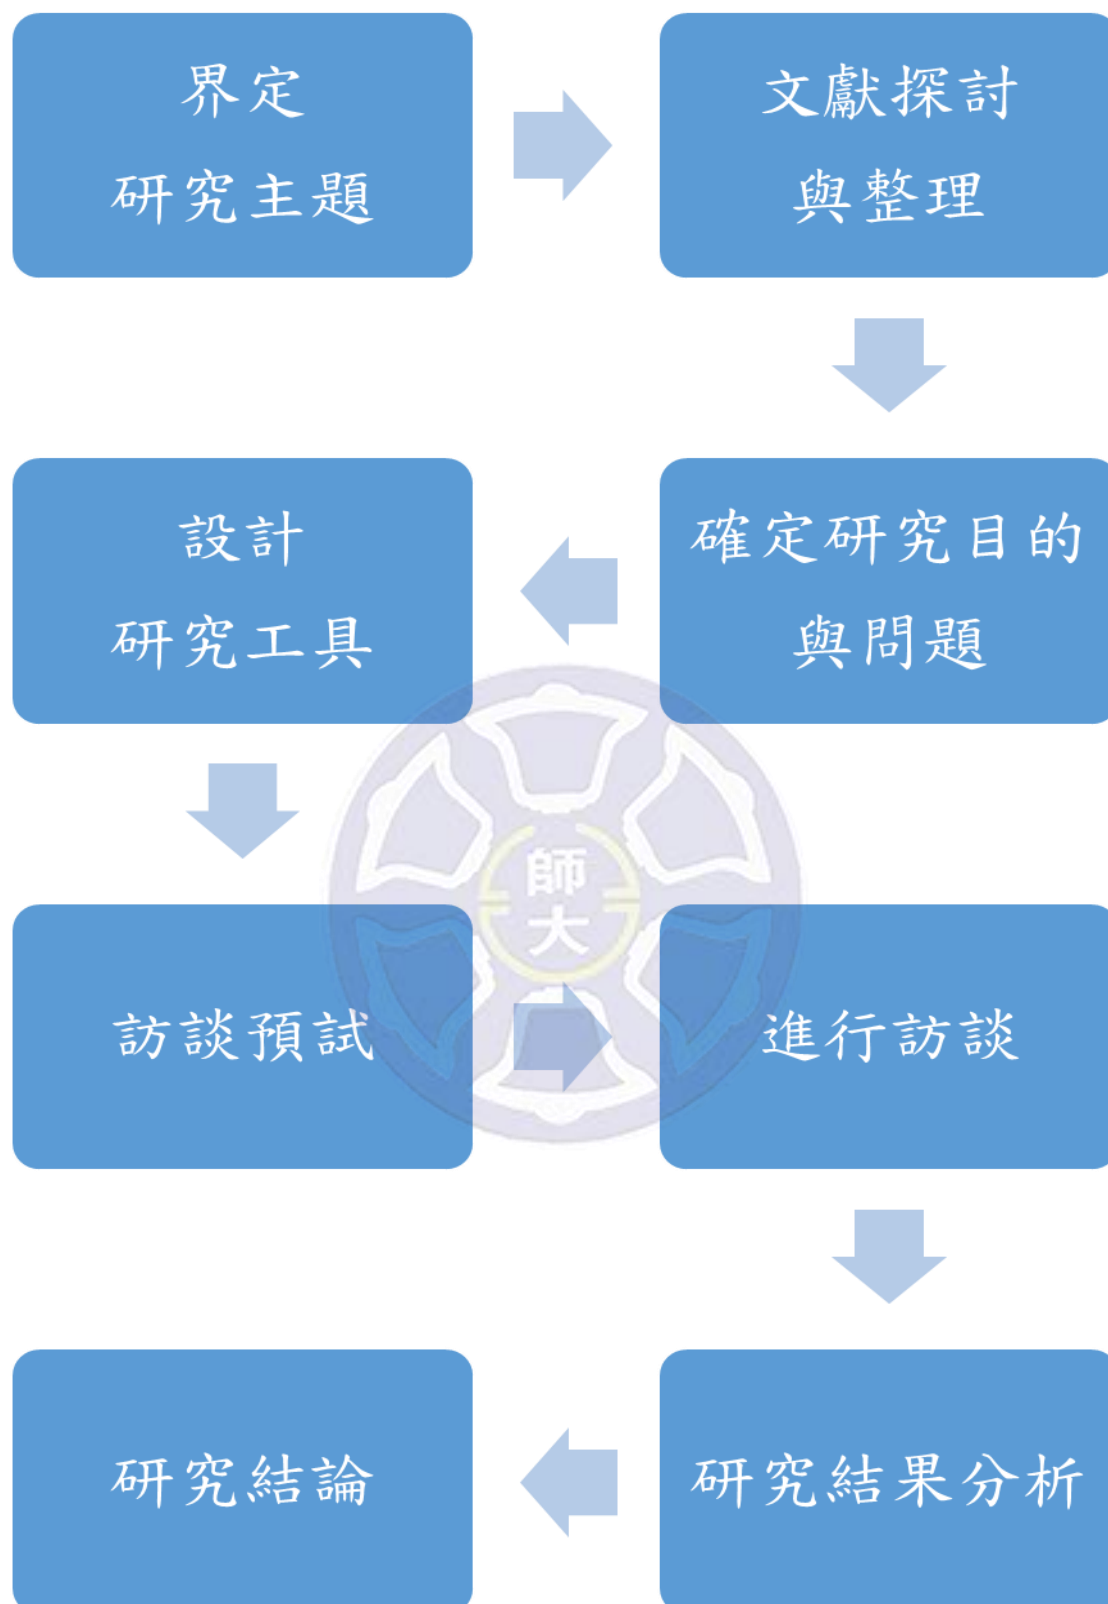 界定
研究主題
文獻探討
與整理
確定研究目的
與問題
設計
研究工具
師
大
訪談預試
進行訪談
研究結果分析
研究結論